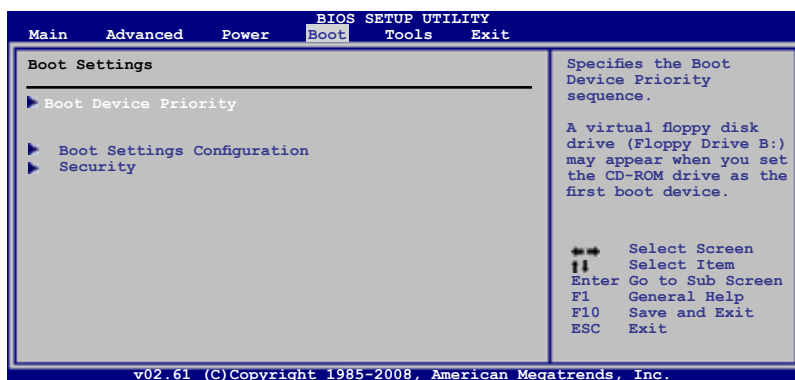 BIOS SETUP UTILITY
Main Advanced Power Boot Tools Exit
Boot Settings
Boot Device Priority
Boot Settings Configuration
Security
Specifies the Boot
Device Priority
sequence.
A virtual floppy disk
drive (Floppy Drive B:)
may appear when you set
the CD-ROM drive as the
first boot device.
Select Screen
Select Item
Enter Go to Sub Screen
F1 General Help
F10 Save and Exit
ESC Exit
v02.61 (C)Copyright 1985-2008, American Megatrends, Inc.